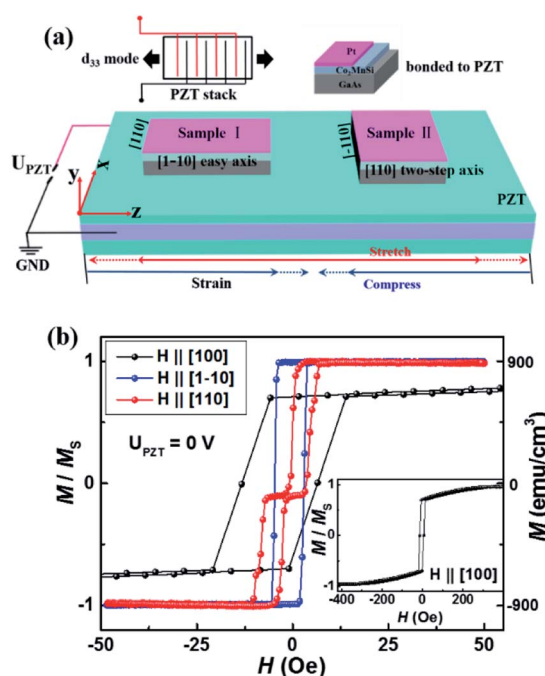 (a)
d33 mode
PZT stack
Pt
Co2MnSi
GaAs
bonded to PZT
[110]
Sample I
[1-10] easy axis
[-110]
Sample II
[110] two-step axis
UPZT
y
x
z
PZT
GND
Stretch
Strain
Compress
(b)
H || [100]
H || [1-10]
H || [110]
UPZT = 0 V
M / MS
1
0
-1
M (emu/cm3)
900
0
-900
-50
-25
0
25
50
H (Oe)
M / MS
1
0
-1
H || [100]
-400
-200
0
200
H (Oe)